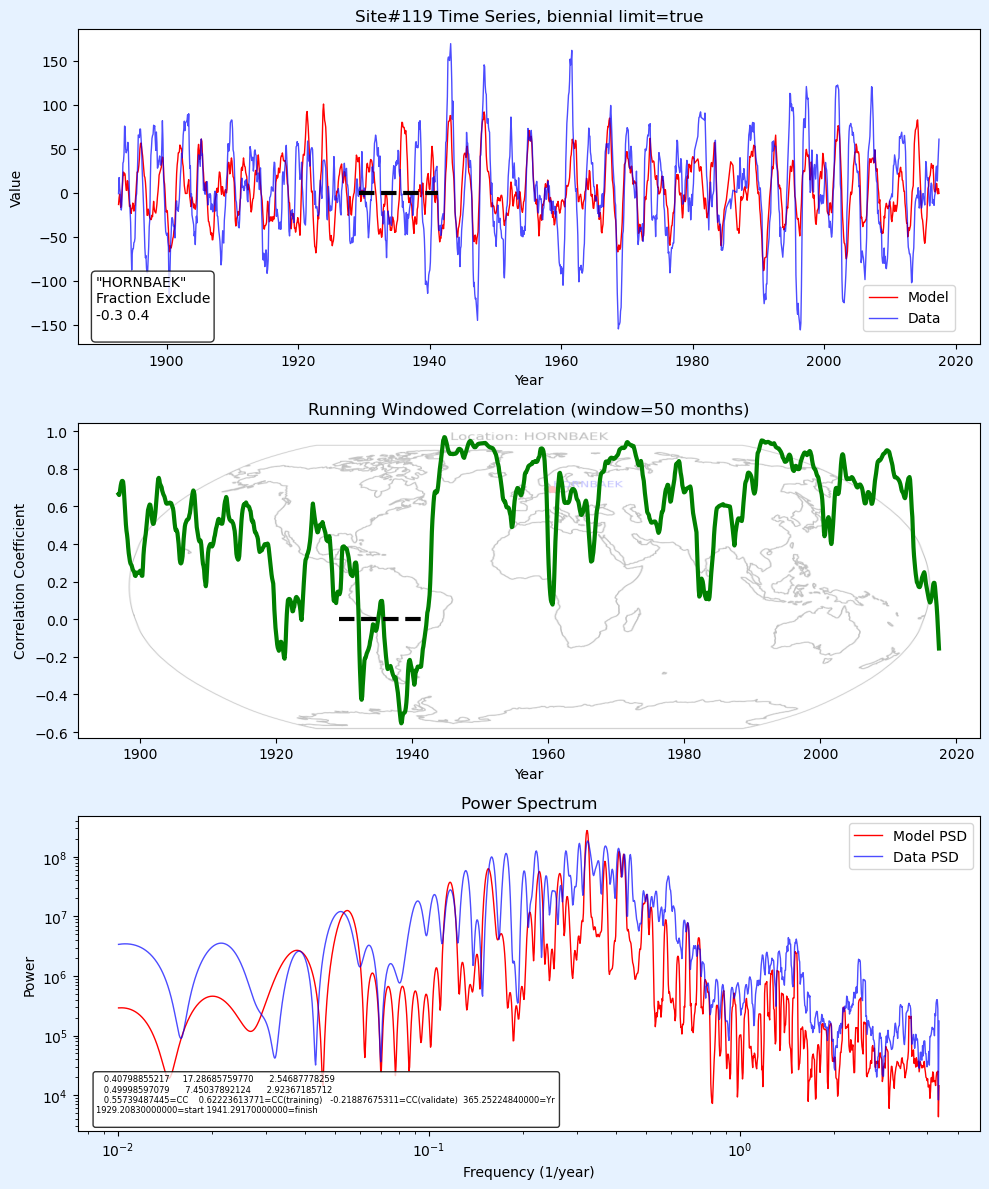 Site#119 Time Series, biennial limit=true
Value
150
100
50
0
−50
−100
−150
"HORNBAEK"
Fraction Exclude
-0.3 0.4
Model
Data
1900
1920
1940
1960
1980
2000
2020
Year
Running Windowed Correlation (window=50 months)
Location: HORNBAEK
HORNBAEK
Correlation Coefficient
1.0
0.8
0.6
0.4
0.2
0.0
−0.2
−0.4
−0.6
1900
1920
1940
1960
1980
2000
2020
Year
Power Spectrum
Model PSD
Data PSD
Power
10⁸
10⁷
10⁶
10⁵
10⁴
0.40798855217 17.28685759770 2.54687778259
0.49998597079 7.45037892124 2.92367185712
0.55739487445=CC 0.62223613771=CC(training) -0.21887675311=CC(validate) 365.25224840000=Yr
1929.20830000000=start 1941.29170000000=finish
10⁻²
10⁻¹
10⁰
Frequency (1/year)